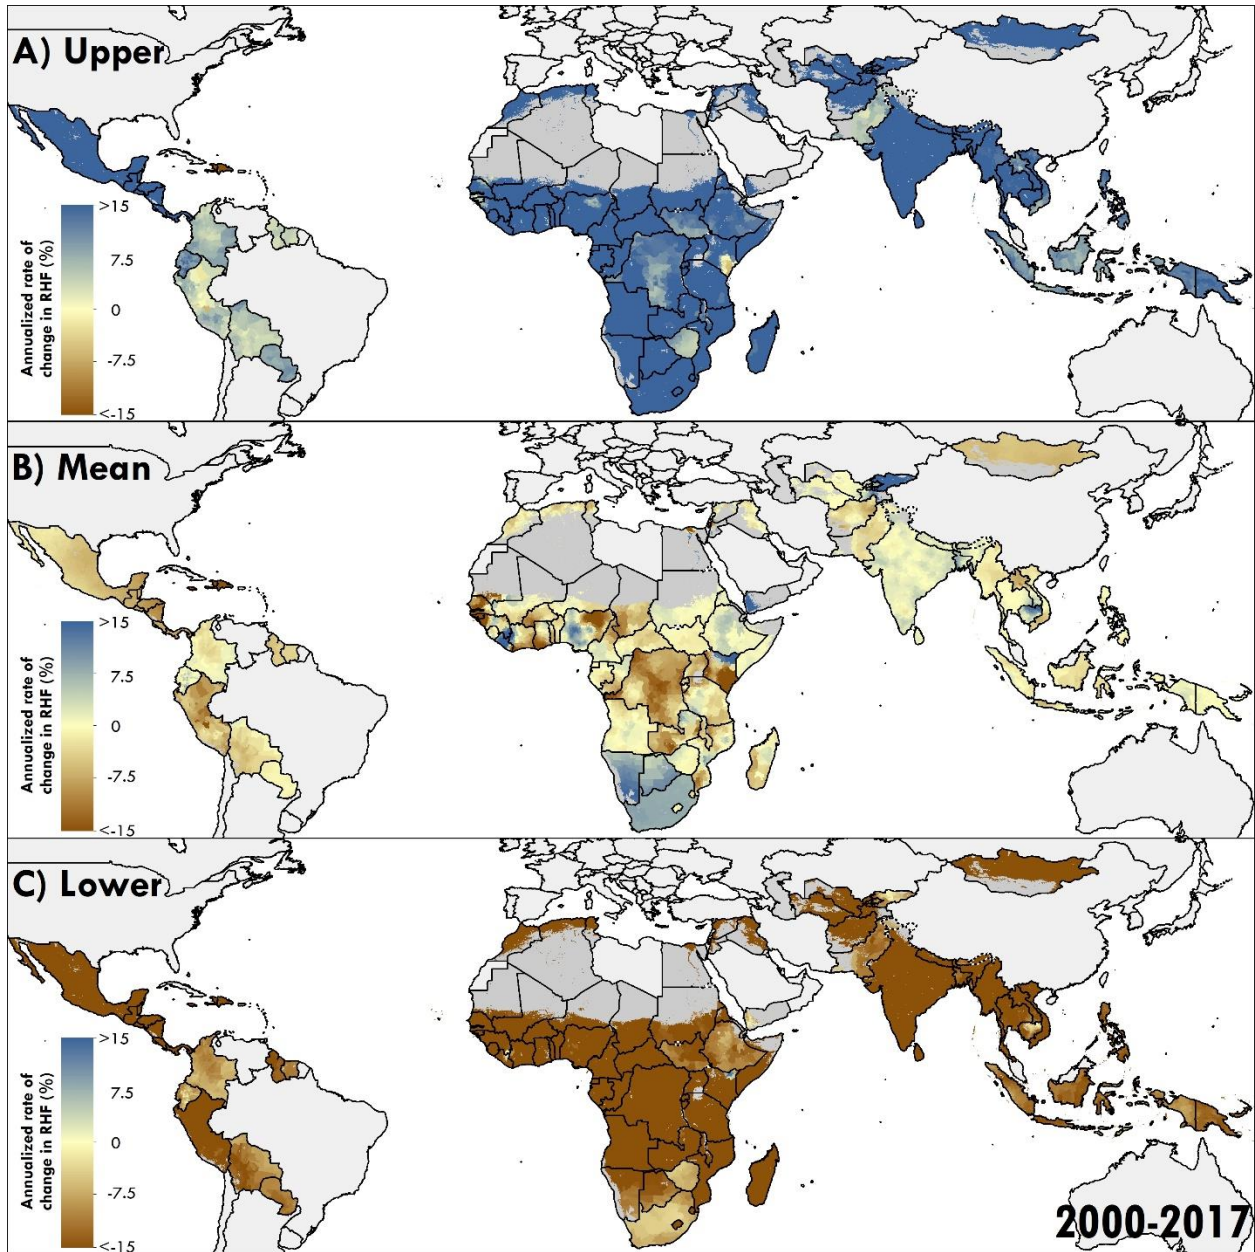 A) Upper
Annualized rate of
change in RHF (%)
>15
7.5
0
-7.5
<-15
B) Mean
Annualized rate of
change in RHF (%)
>15
7.5
0
-7.5
<-15
C) Lower
Annualized rate of
change in RHF (%)
>15
7.5
0
-7.5
<-15
2000-2017